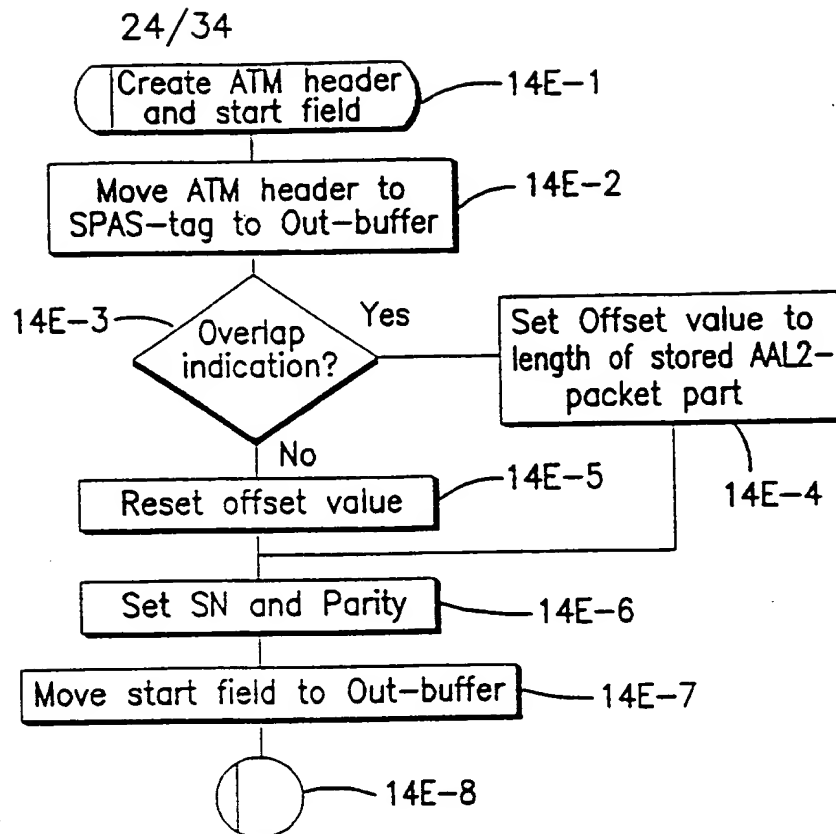 24/34
Create ATM header
and start field
14E-1
Move ATM header to
SPAS-tag to Out-buffer
14E-2
14E-3
Overlap
indication?
Yes
Set Offset value to
length of stored AAL2-
packet part
14E-4
No
Reset offset value
14E-5
Set SN and Parity
14E-6
Move start field to Out-buffer
14E-7
14E-8